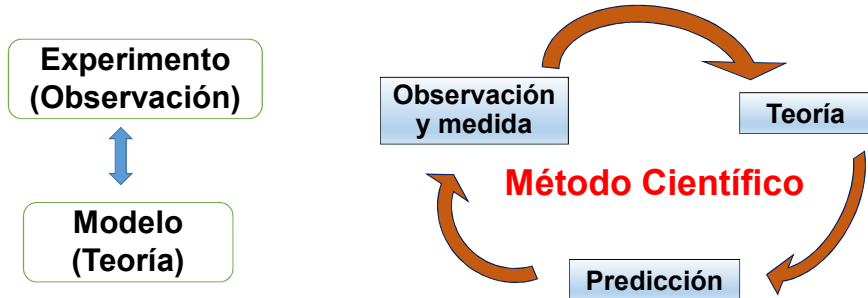 Experimento
(Observación)
Modelo
(Teoría)
Observación
y medida
Teoría
Método Científico
Predicción